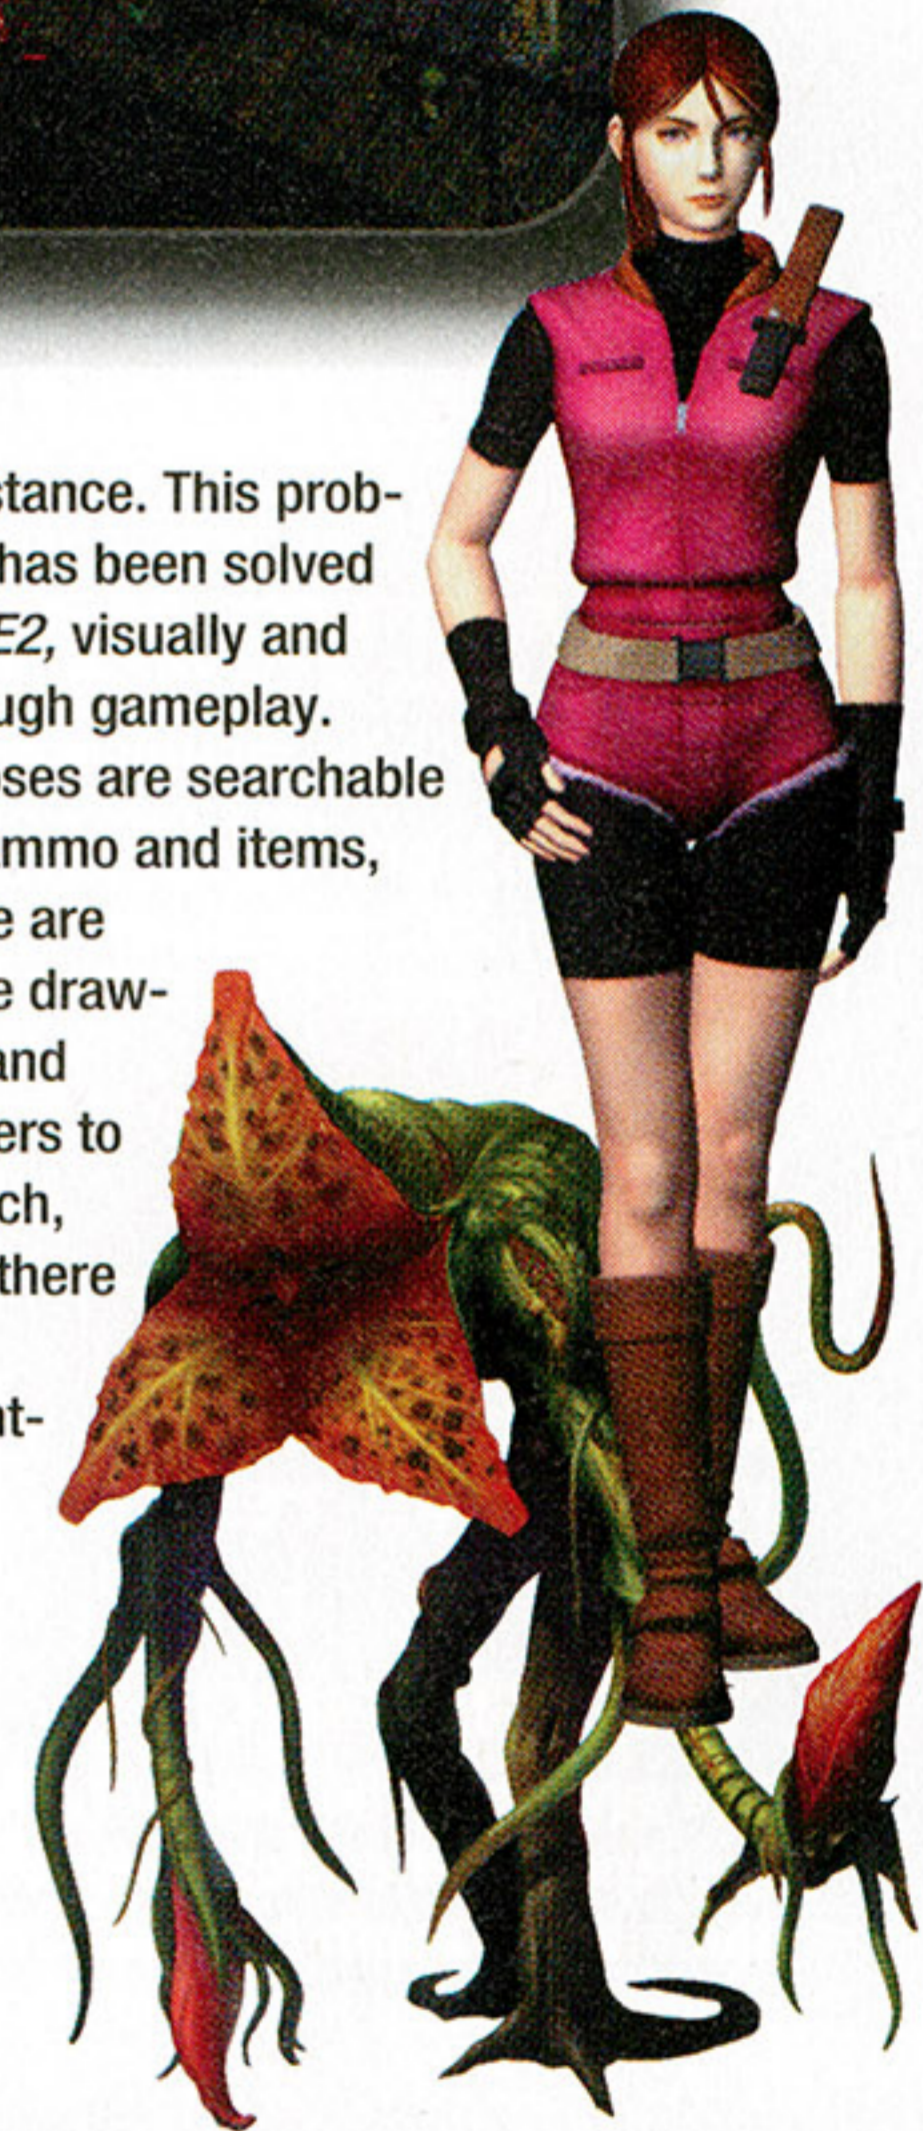 stance. This prob-
has been solved
E2, visually and
ugh gameplay.
oses are searchable
mmo and items,
e are
e draw-
and
ers to
ch,
there
nt-